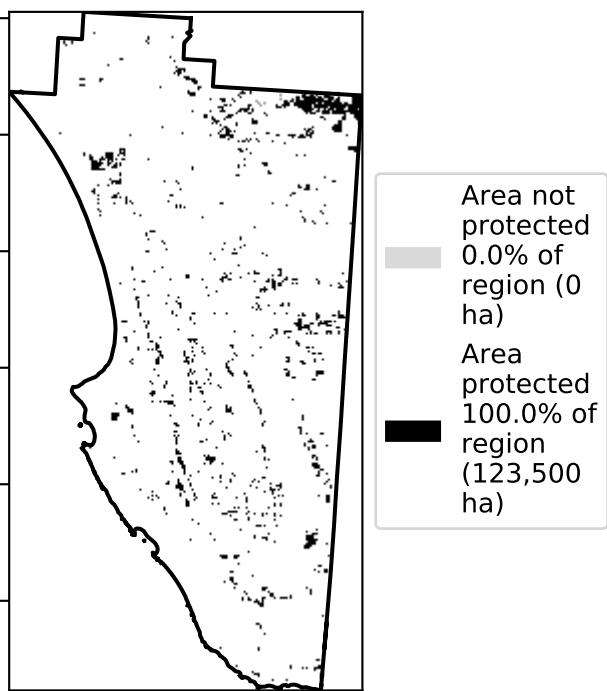 Area not
protected
0.0% of
region (0
ha)
Area
protected
100.0% of
region
(123,500
ha)